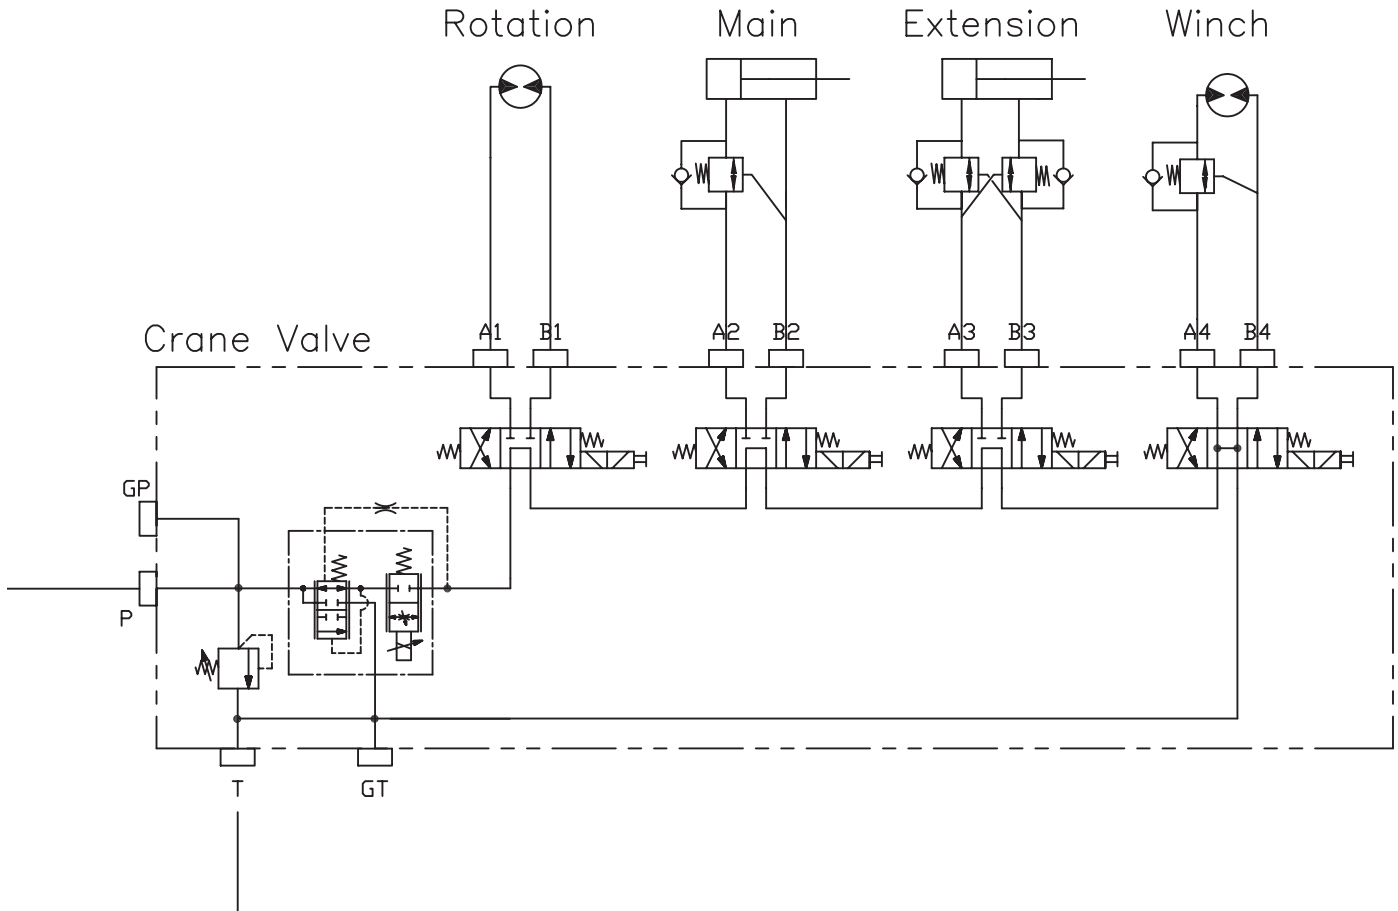 Rotation Main Extension Winch
A1 B1 A2 B2 A3 B3 A4 B4
Crane Valve
GP
P
T GT